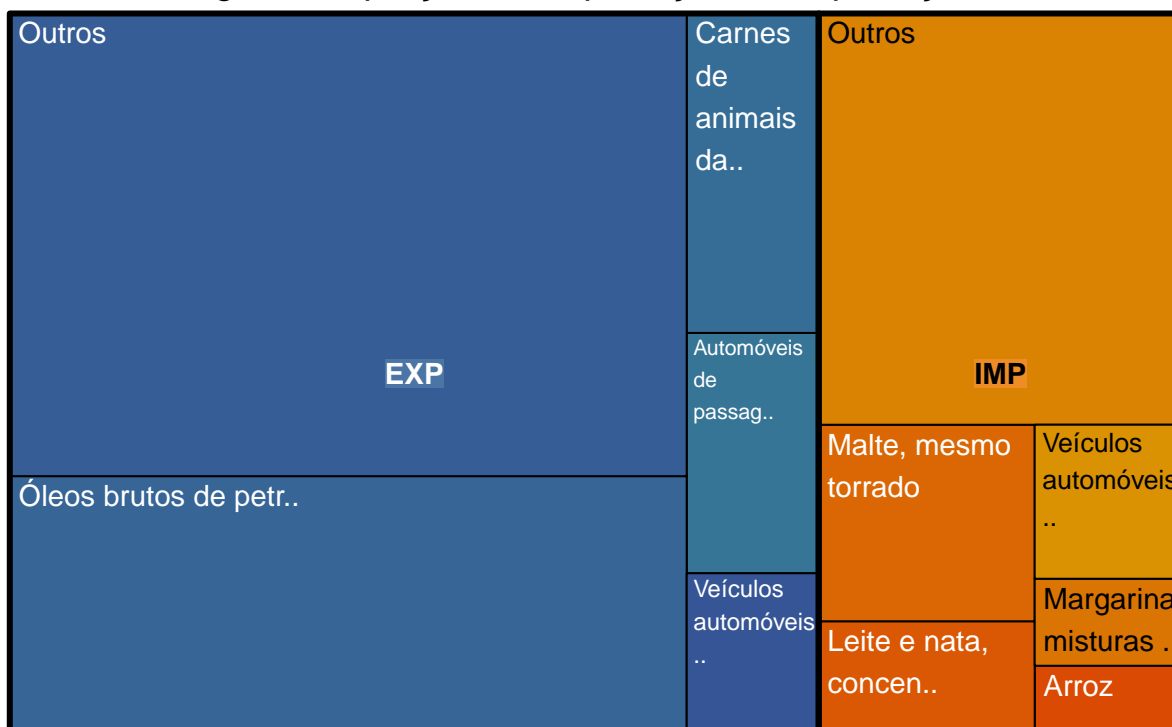 Outros
EXP
Óleos brutos de petr..
Carnes
de
animais
da..
Automóveis
de
passag..
Veículos
automóveis
..
Outros
IMP
Malte, mesmo
torrado
Leite e nata,
concen..
Veículos
automóveis
..
Margarina
misturas .
Arroz